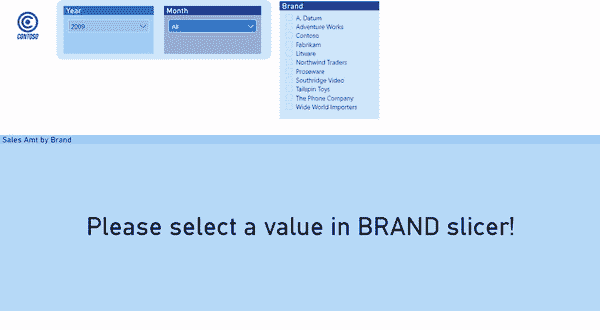 CONTOSO
Year
2009
Month
All
Brand
A. Datum
Adventure Works
Contoso
Fabrikam
Litware
Northwind Traders
Proseware
Southridge Video
Tailspin Toys
The Phone Company
Wide World Importers
Sales Amt by Brand
Please select a value in BRAND slicer!